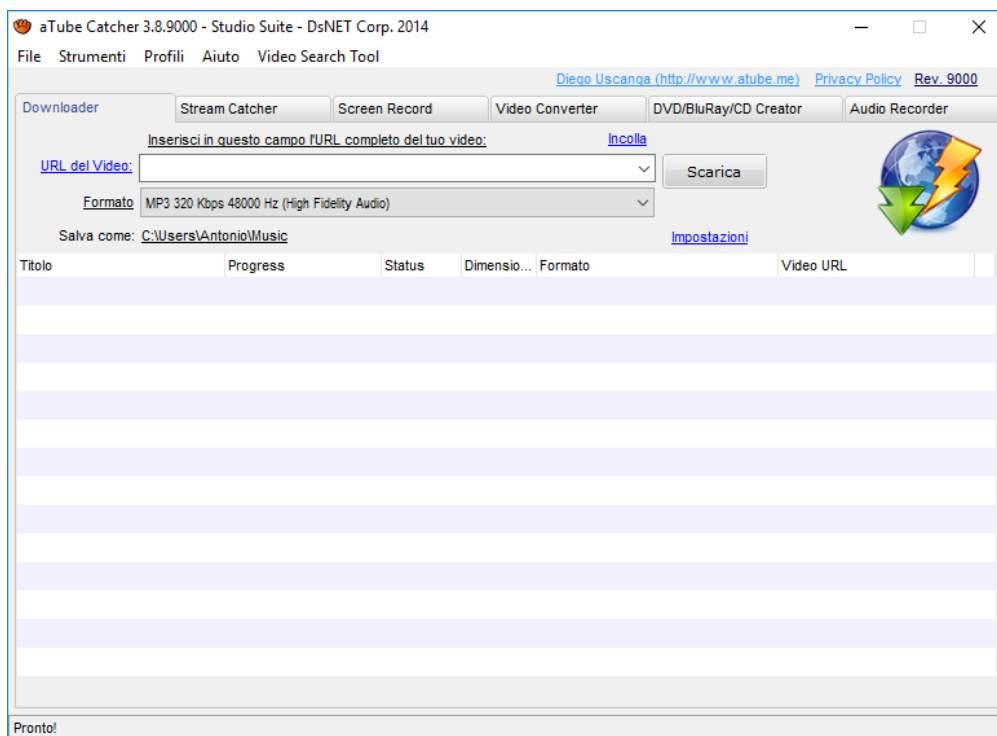 aTube Catcher 3.8.9000 - Studio Suite - DsNET Corp. 2014
File Strumenti Profili Aiuto Video Search Tool
Diego Uscanga (http://www.atube.me) Privacy Policy Rev. 9000
Downloader Stream Catcher Screen Record Video Converter DVD/BluRay/CD Creator Audio Recorder
Inserisci in questo campo l'URL completo del tuo video: Incolla
URL del Video: Scarica
Formato MP3 320 Kbps 48000 Hz (High Fidelity Audio)
Salva come: C:\Users\Antonio\Music Impostazioni
Titolo Progress Status Dimensio... Formato Video URL
Pronto!